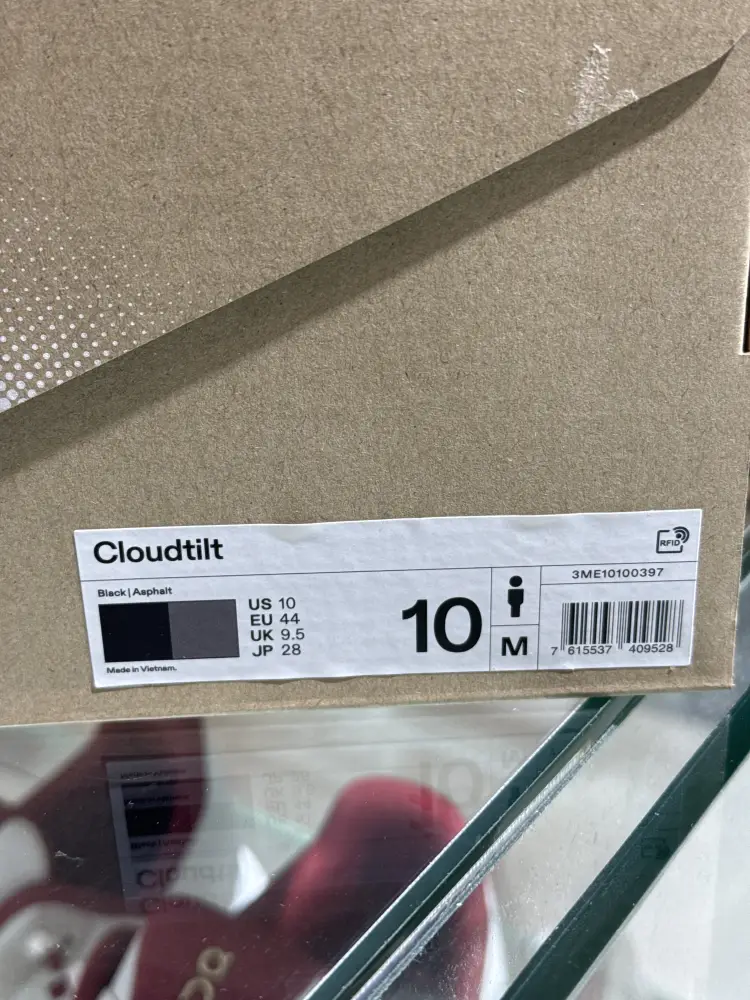 Cloudtilt
RFID
Black | Asphalt
US 10
EU 44
UK 9.5
JP 28
Made in Vietnam.
10
M
3ME10100397
7 615537 409528